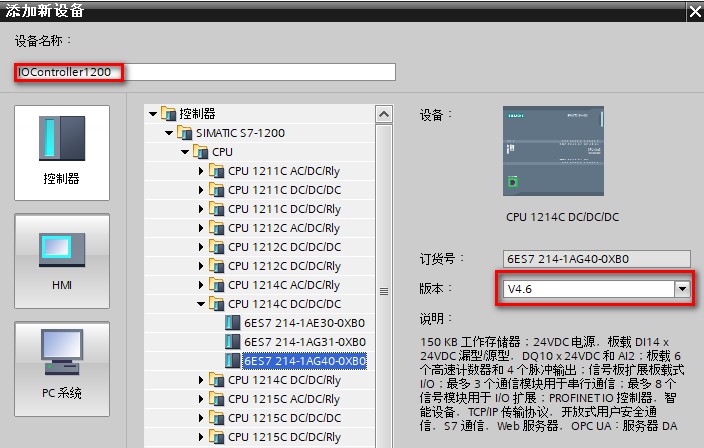 添加新设备
设备名称：
IOController1200
控制器
HMI
PC 系统
控制器
SIMATIC S7-1200
CPU
CPU 1211C AC/DC/Rly
CPU 1211C DC/DC/DC
CPU 1211C DC/DC/Rly
CPU 1212C AC/DC/Rly
CPU 1212C DC/DC/DC
CPU 1212C DC/DC/Rly
CPU 1214C AC/DC/Rly
CPU 1214C DC/DC/DC
6ES7 214-1AE30-0XB0
6ES7 214-1AG31-0XB0
6ES7 214-1AG40-0XB0
CPU 1214C DC/DC/Rly
CPU 1215C AC/DC/Rly
CPU 1215C DC/DC/DC
CPU 1215C DC/DC/Rly
设备：
CPU 1214C DC/DC/DC
订货号：
6ES7 214-1AG40-0XB0
版本：
V4.6
说明：
150 KB 工作存储器；24VDC 电源，板载 DI14 x
24VDC 漏型/源型，DQ10 x 24VDC 和 AI2；板载 6
个高速计数器和 4 个脉冲输出；信号板扩展板载式
I/O；最多 3 个通信模块用于串行通信；最多 8 个
信号模块用于 I/O 扩展；PROFINET IO 控制器，智
能设备，TCP/IP 传输协议，开放式用户安全通
信，S7 通信，Web 服务器，OPC UA：服务器 DA